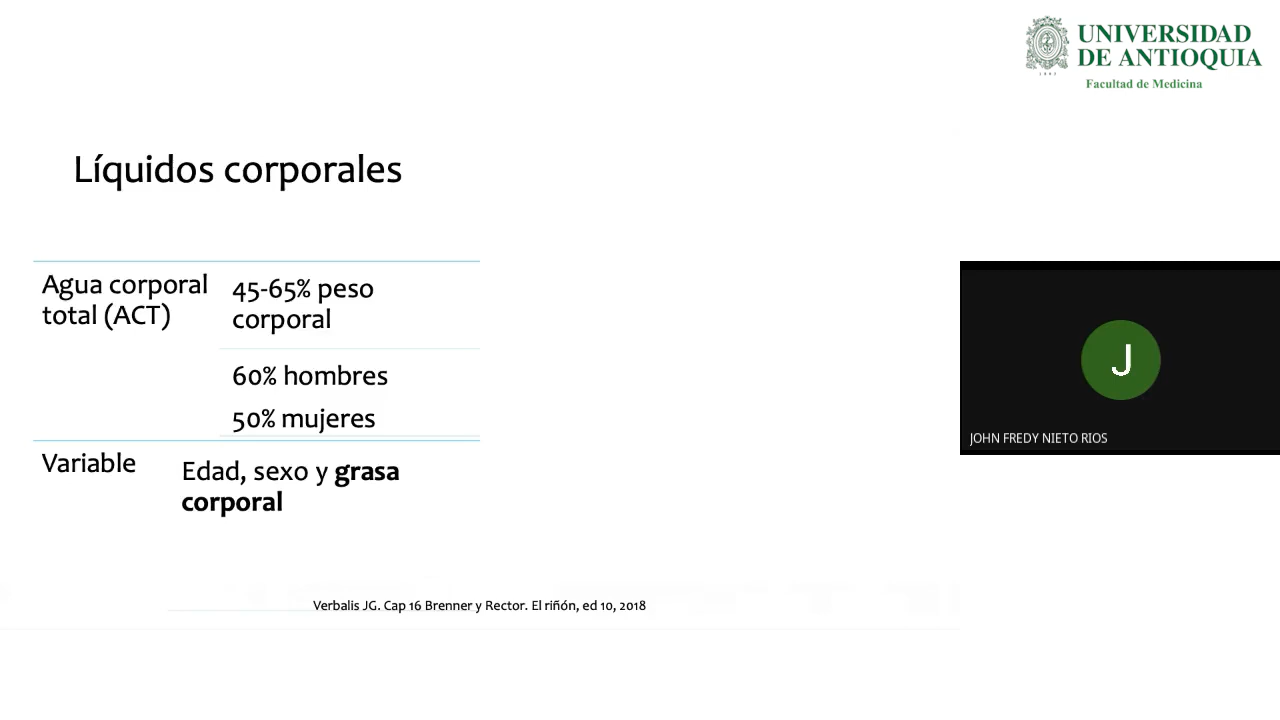 UNIVERSIDAD
DE ANTIOQUIA
1803
Facultad de Medicina
Líquidos corporales
Agua corporal
total (ACT)
45-65% peso
corporal
60% hombres
50% mujeres
Variable
Edad, sexo y grasa
corporal
J
JOHN FREDY NIETO RIOS
Verbalis JG. Cap 16 Brenner y Rector. El riñón, ed 10, 2018